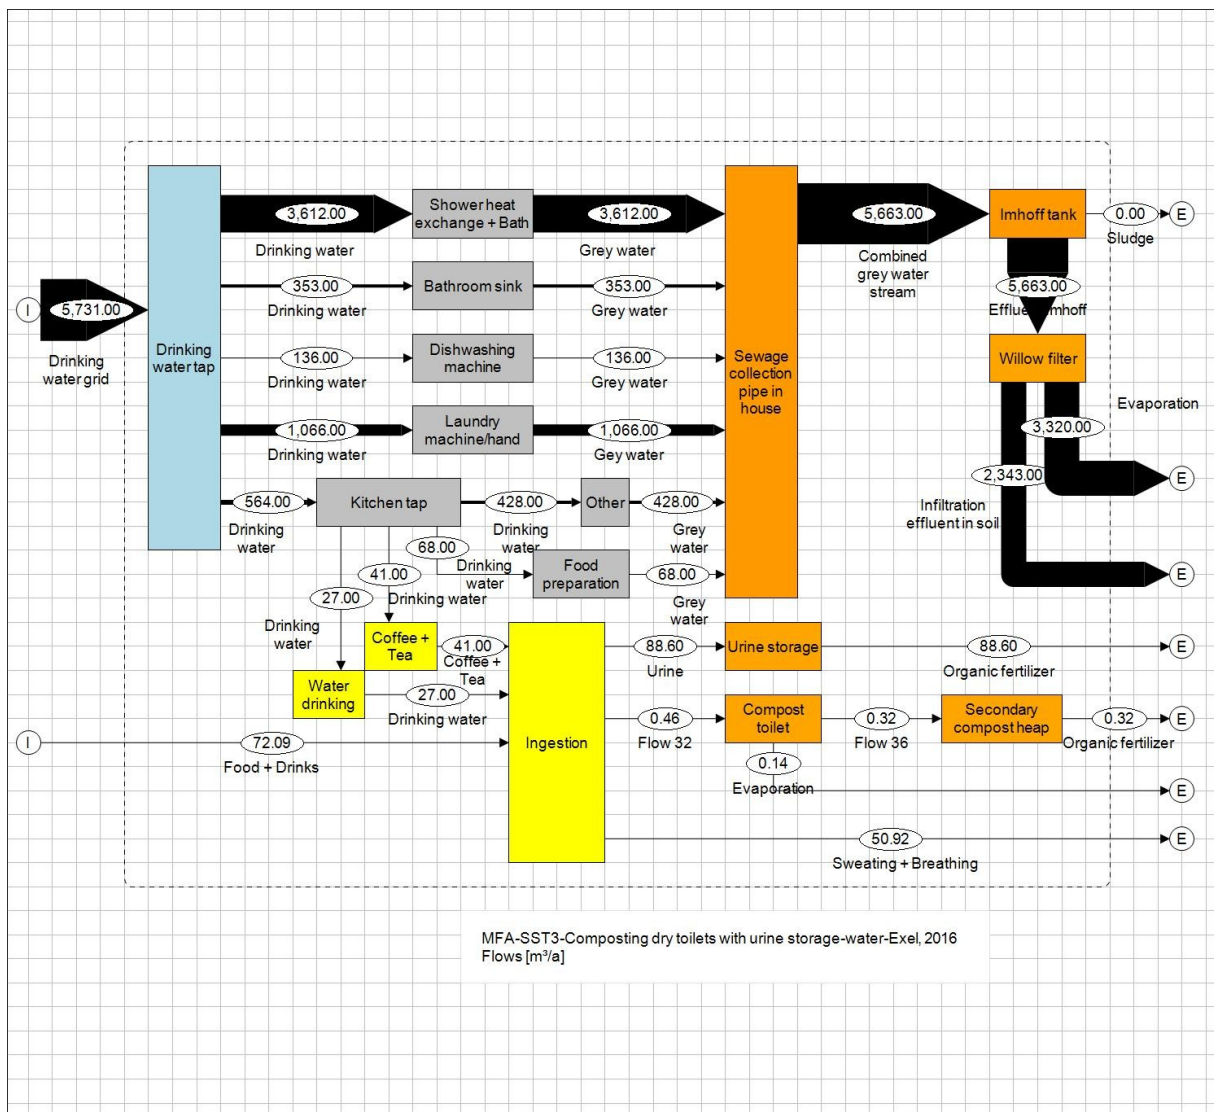 3,612.00
Drinking water
Shower heat
exchange + Bath
3,612.00
Grey water
5,663.00
Combined
grey water
stream
Imhoff tank
0.00
Sludge
E
353.00
Drinking water
Bathroom sink
353.00
Grey water
5,663.00
Effluent Imhoff
I
5,731.00
Drinking
water grid
Drinking
water tap
136.00
Drinking water
Dishwashing
machine
136.00
Grey water
Sewage
collection
pipe in
house
Willow filter
Evaporation
3,320.00
E
1,066.00
Drinking water
Laundry
machine/hand
1,066.00
Gey water
2,343.00
Infiltration
effluent in soil
E
564.00
Drinking
water
Kitchen tap
428.00
Drinking
water
Other
428.00
Grey
water
68.00
Drinking
water
Food
preparation
68.00
Grey
water
41.00
Drinking water
27.00
Drinking
water
Coffee +
Tea
41.00
Coffee +
Tea
Water
drinking
27.00
Drinking water
Ingestion
88.60
Urine
Urine storage
88.60
Organic fertilizer
E
0.46
Flow 32
Compost
toilet
0.32
Flow 36
Secondary
compost heap
0.32
Organic fertilizer
E
I
72.09
Food + Drinks
0.14
Evaporation
E
50.92
Sweating + Breathing
E
MFA-SST3-Composting dry toilets with urine storage-water-Exel, 2016
Flows [m³/a]